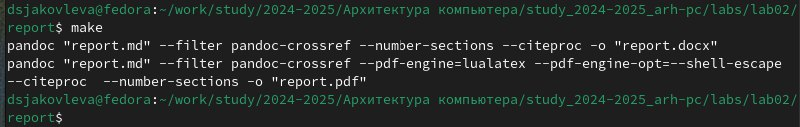 dsjakovleva@fedora:~/work/study/2024-2025/Архитектура компьютера/study_2024-2025_arh-pc/labs/lab02/
report$ make
pandoc "report.md" --filter pandoc-crossref --number-sections --citeproc -o "report.docx"
pandoc "report.md" --filter pandoc-crossref --pdf-engine=lualatex --pdf-engine-opt=--shell-escape
--citeproc  --number-sections -o "report.pdf"
dsjakovleva@fedora:~/work/study/2024-2025/Архитектура компьютера/study_2024-2025_arh-pc/labs/lab02/
report$